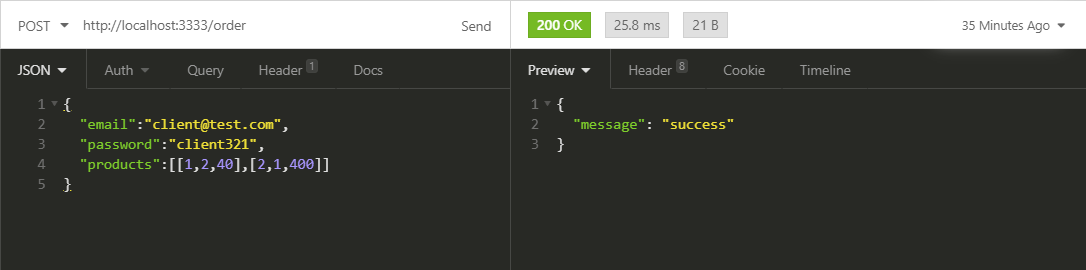 POST http://localhost:3333/order Send 200 OK 25.8 ms 21 B 35 Minutes Ago
JSON Auth Query Header 1 Docs Preview Header 8 Cookie Timeline
1 {
2 "email":"client@test.com",
3 "password":"client321",
4 "products":[[1,2,40],[2,1,400]]
5 }
1 {
2 "message": "success"
3 }